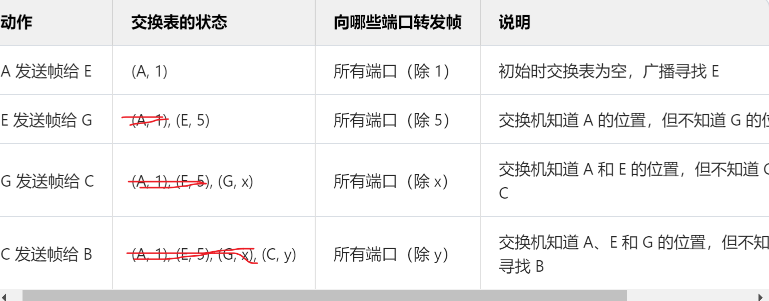 动作 交换表的状态 向哪些端口转发帧 说明
A 发送帧给 E (A, 1) 所有端口（除 1） 初始时交换表为空，广播寻找 E
E 发送帧给 G (A, 1), (E, 5) 所有端口（除 5） 交换机知道 A 的位置，但不知道 G 的
G 发送帧给 C (A, 1), (E, 5), (G, x) 所有端口（除 x） 交换机知道 A 和 E 的位置，但不知道
C
C 发送帧给 B (A, 1), (E, 5), (G, x), (C, y) 所有端口（除 y） 交换机知道 A、E 和 G 的位置，但不知
寻找 B